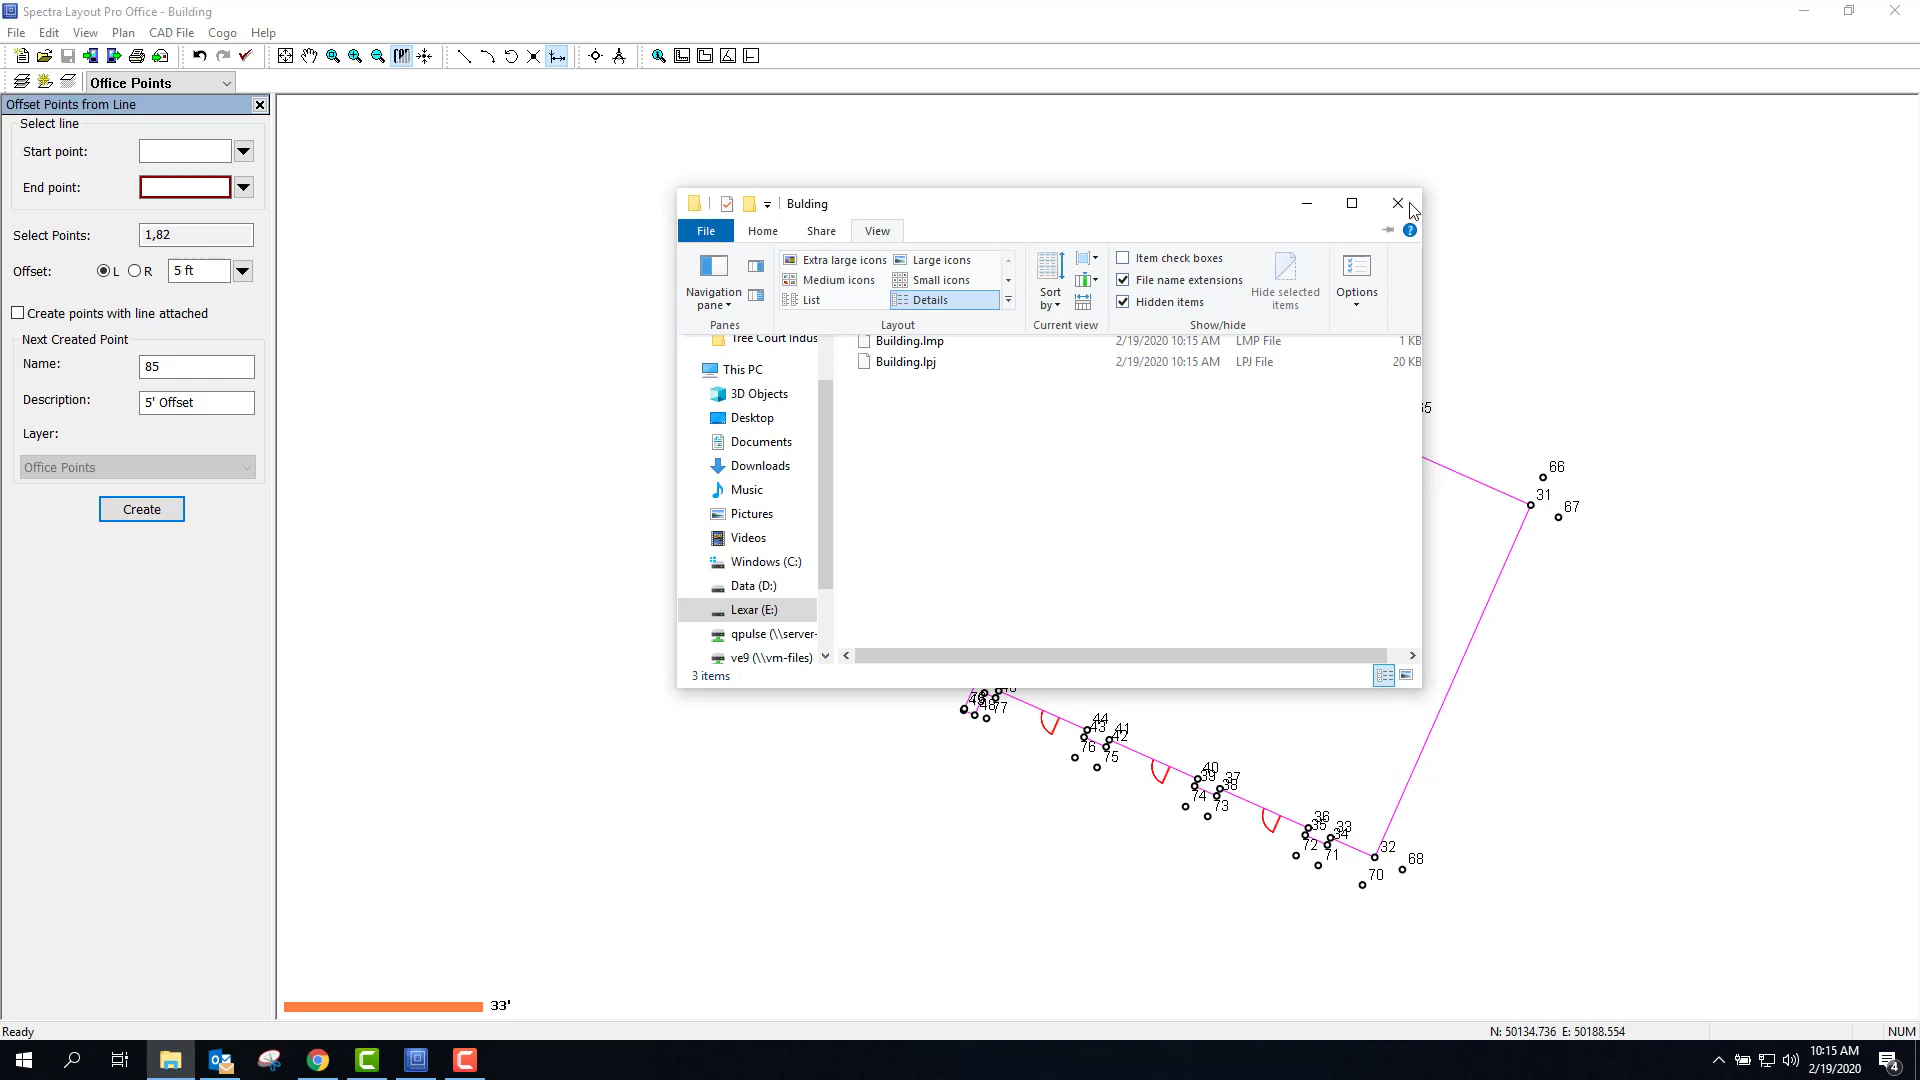 Spectra Layout Pro Office - Building
File Edit View Plan CAD File Cogo Help
Office Points
Offset Points from Line
Select line
Start point:
End point:
Select Points: 1,82
Offset: L R 5 ft
Create points with line attached
Next Created Point
Name: 85
Description: 5' Offset
Layer:
Office Points
Create
Bulding
File Home Share View
Navigation pane
Panes
Extra large icons Large icons
Medium icons Small icons
List Details
Layout
Sort by
Current view
Item check boxes
File name extensions
Hidden items
Hide selected items
Show/hide
Options
Tree Court Indus
This PC
3D Objects
Desktop
Documents
Downloads
Music
Pictures
Videos
Windows (C:)
Data (D:)
Lexar (E:)
qpulse (\\server-
ve9 (\\vm-files)
Building.lmp 2/19/2020 10:15 AM LMP File 1 KB
Building.lpj 2/19/2020 10:15 AM LPJ File 20 KB
3 items
66
31
67
77
44
43
41
42
76
75
40
39
37
38
74
73
36
35
33
34
72
71
32
68
70
33'
Ready
N: 50134.736 E: 50188.554
NUM
10:15 AM
2/19/2020
4